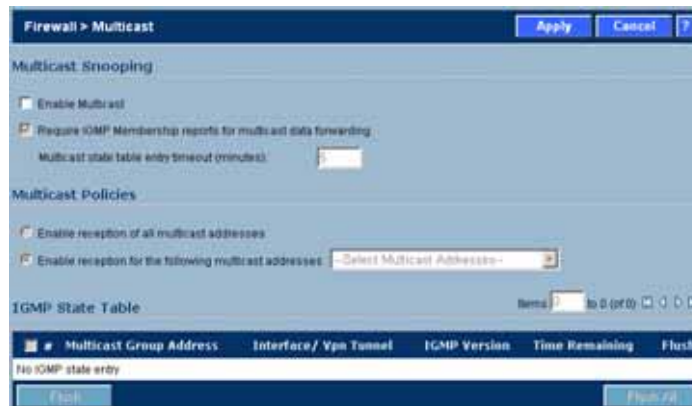 Firewall > Multicast
Apply Cancel ?
Multicast Snooping
Enable Multicast
Require IGMP Membership reports for multicast data forwarding
Multicast state table entry timeout (minutes): 5
Multicast Policies
Enable reception of all multicast addresses
Enable reception for the following multicast addresses: --Select Multicast Addresses--
IGMP State Table
Items 0 to 0 (of 0)
# Multicast Group Address Interface/ Vpn Tunnel IGMP Version Time Remaining Flush
No IGMP state entry
Flush Flush All